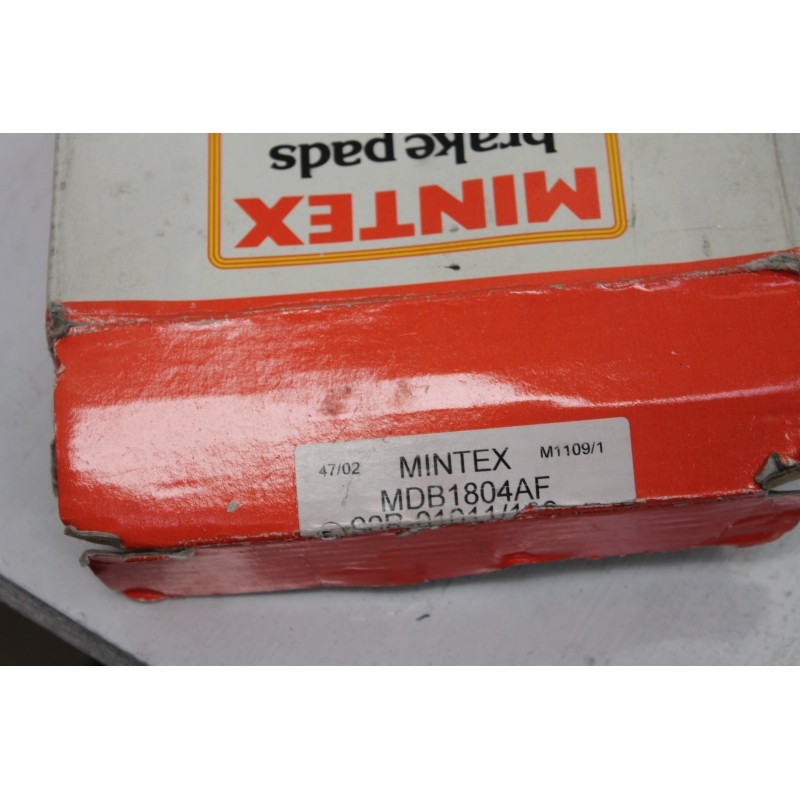 MINTEX
brake pads
47/02 MINTEX M1109/1
MDB1804AF